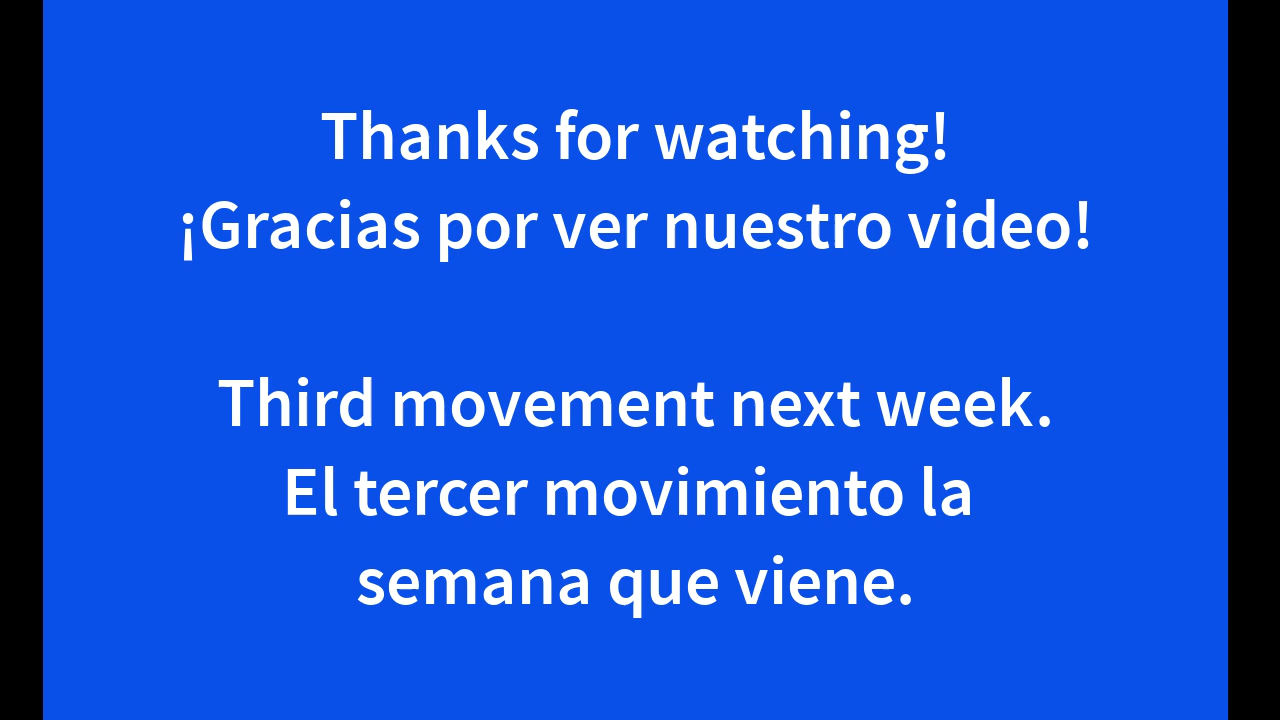 Thanks for watching!
¡Gracias por ver nuestro video!
Third movement next week.
El tercer movimiento la
semana que viene.